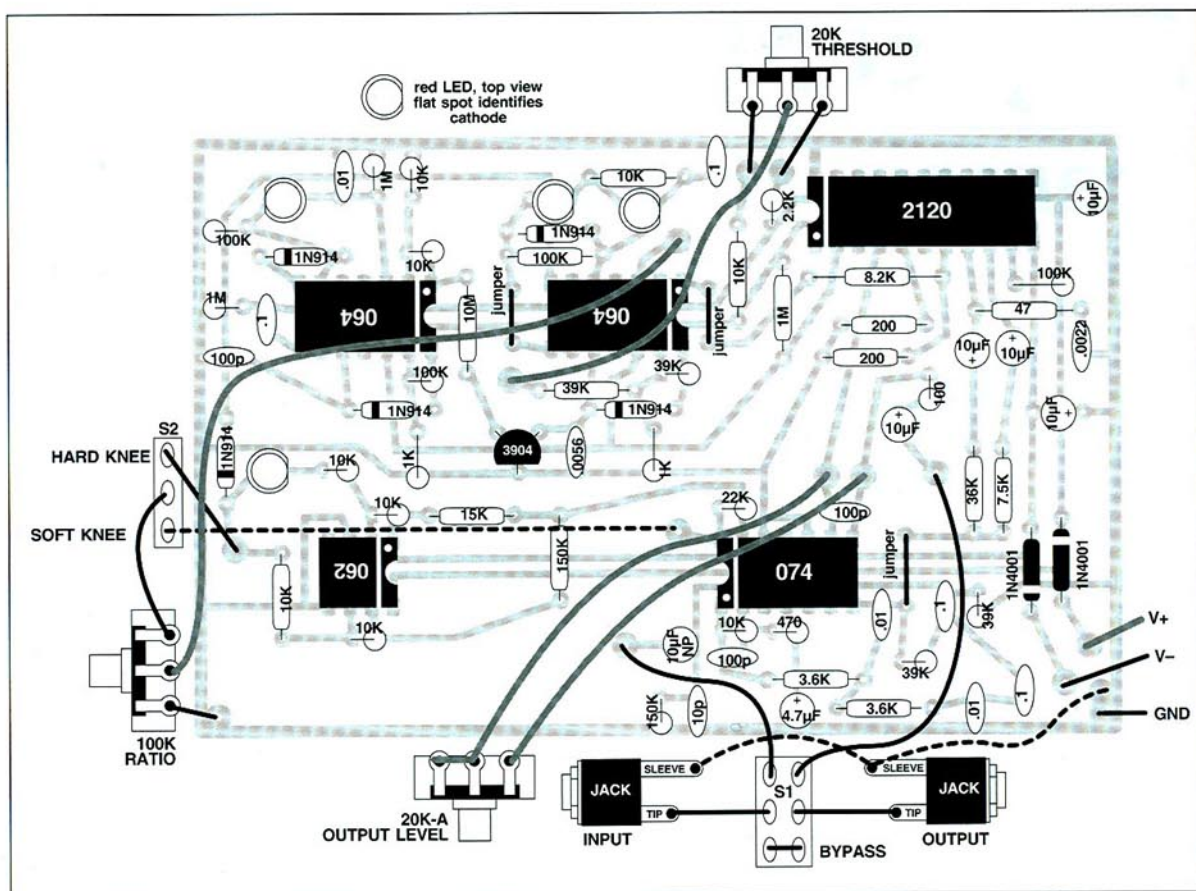 20K
THRESHOLD
red LED, top view
flat spot identifies
cathode
.01
1M
10K
10K
.1
2.2K
2120
+
10µF
100K
1N914
10K
1N914
100K
10K
8.2K
100K
1M
.1
064
10M
jumper
064
jumper
1M
47
200
10µF
+
10µF
+
.0022
100p
100K
39K
39K
200
100
1N914
1N914
+
10µF
10µF
+
S2
HARD KNEE
1N914
10K
1K
3904
.0056
1K
36K
7.5K
SOFT KNEE
10K
15K
22K
100p
062
150K
074
jumper
1N4001
1N4001
10K
10K
10K
470
.01
.1
39K
V+
10µF
NP
100p
3.6K
39K
V–
150K
10p
+
4.7µF
3.6K
.01
.1
GND
100K
RATIO
20K-A
OUTPUT LEVEL
SLEEVE
JACK
TIP
INPUT
S1
BYPASS
SLEEVE
JACK
TIP
OUTPUT